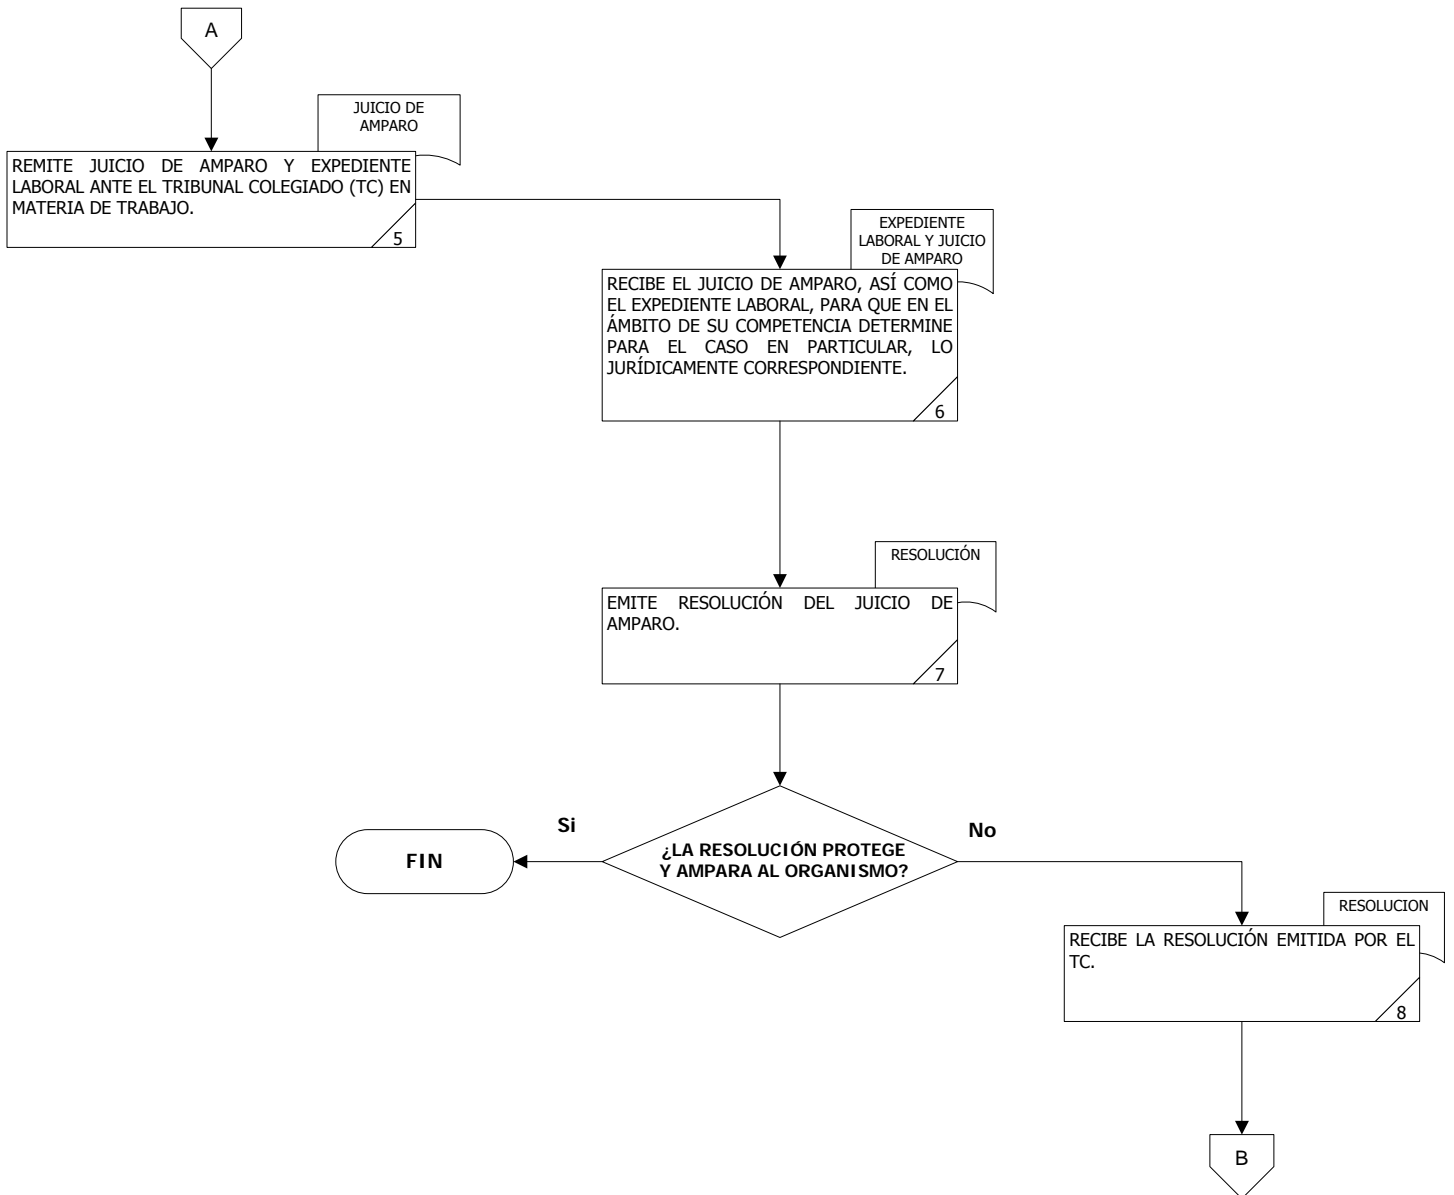 A
JUICIO DE
AMPARO
REMITE JUICIO DE AMPARO Y EXPEDIENTE
LABORAL ANTE EL TRIBUNAL COLEGIADO (TC) EN
MATERIA DE TRABAJO.
5
EXPEDIENTE
LABORAL Y JUICIO
DE AMPARO
RECIBE EL JUICIO DE AMPARO, ASÍ COMO
EL EXPEDIENTE LABORAL, PARA QUE EN EL
ÁMBITO DE SU COMPETENCIA DETERMINE
PARA EL CASO EN PARTICULAR, LO
JURÍDICAMENTE CORRESPONDIENTE.
6
RESOLUCIÓN
EMITE RESOLUCIÓN DEL JUICIO DE
AMPARO.
7
¿LA RESOLUCIÓN PROTEGE
Y AMPARA AL ORGANISMO?
Si
FIN
No
RESOLUCION
RECIBE LA RESOLUCIÓN EMITIDA POR EL
TC.
8
B